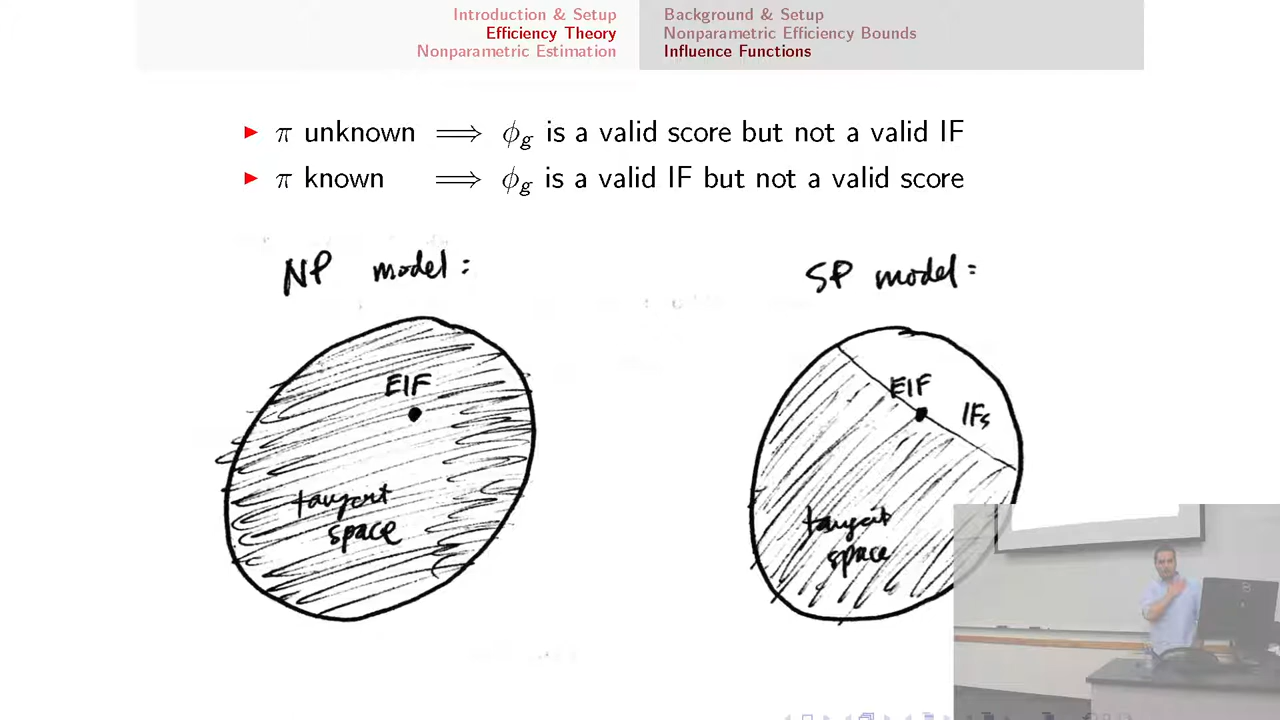 Introduction & Setup
Efficiency Theory
Nonparametric Estimation
Background & Setup
Nonparametric Efficiency Bounds
Influence Functions
► π unknown ⟹ ϕg is a valid score but not a valid IF
► π known ⟹ ϕg is a valid IF but not a valid score
NP model:
EIF
tangent
space
SP model:
EIF
IFs
tangent
space